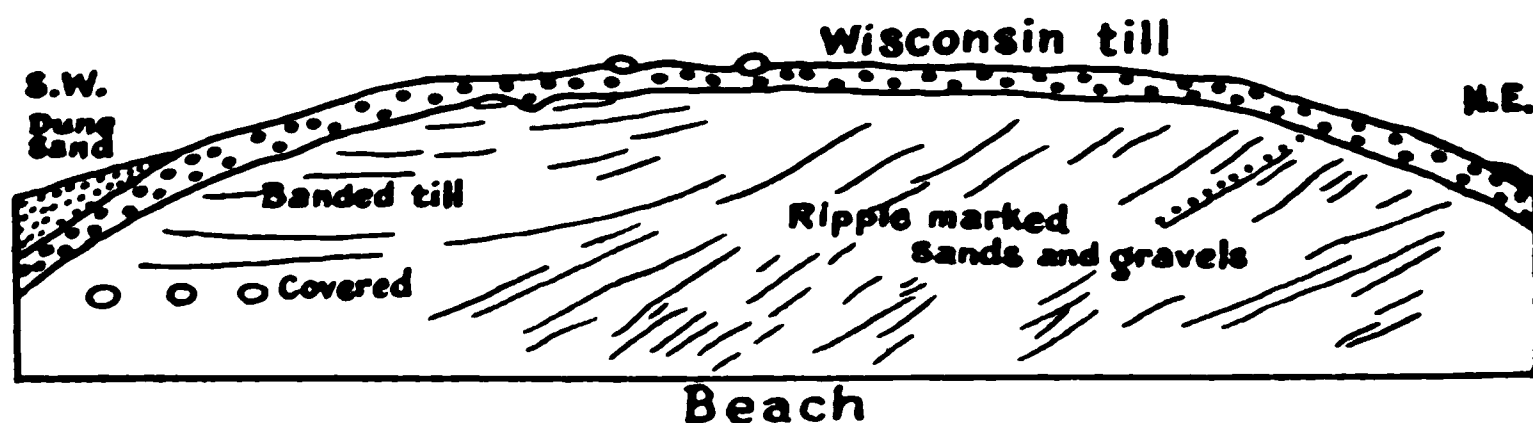 Wisconsin till
S.W.
N.E.
Dune
Sand
Banded till
Ripple marked
sands and gravels
Covered
Beach